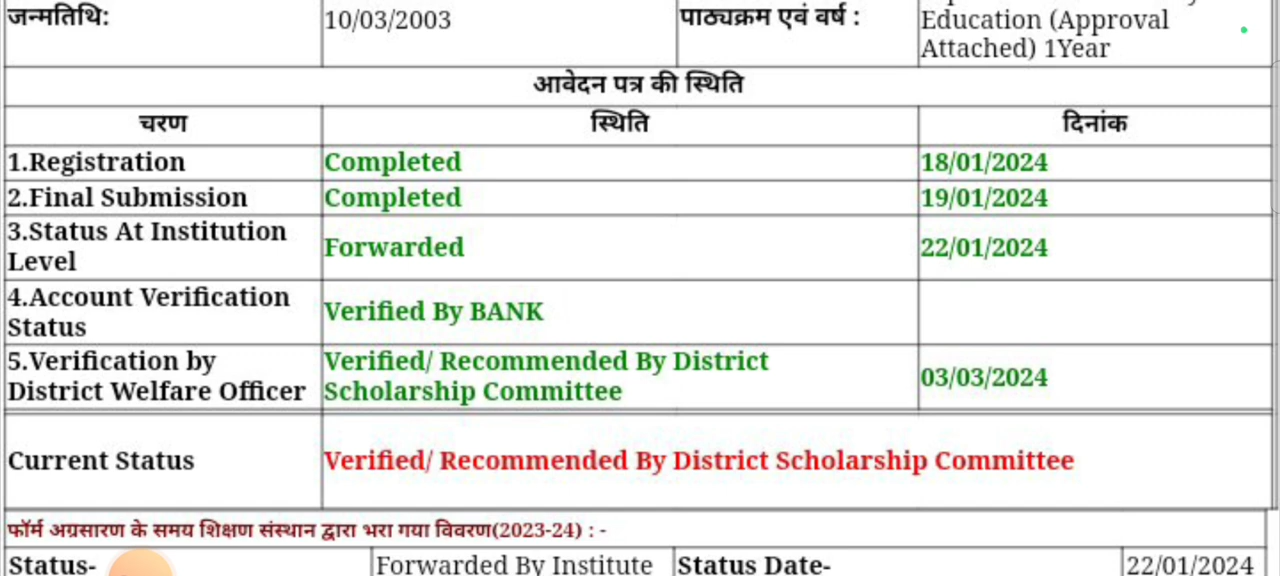 जन्मतिथि:
10/03/2003
पाठ्यक्रम एवं वर्ष :
Education (Approval
Attached) 1Year
आवेदन पत्र की स्थिति
चरण स्थिति दिनांक
1.Registration Completed 18/01/2024
2.Final Submission Completed 19/01/2024
3.Status At Institution
Level
Forwarded
22/01/2024
4.Account Verification
Status
Verified By BANK
5.Verification by
District Welfare Officer
Verified/ Recommended By District
Scholarship Committee
03/03/2024
Current Status Verified/ Recommended By District Scholarship Committee
फॉर्म अग्रसारण के समय शिक्षण संस्थान द्वारा भरा गया विवरण(2023-24) : -
Status- Forwarded By Institute Status Date- 22/01/2024